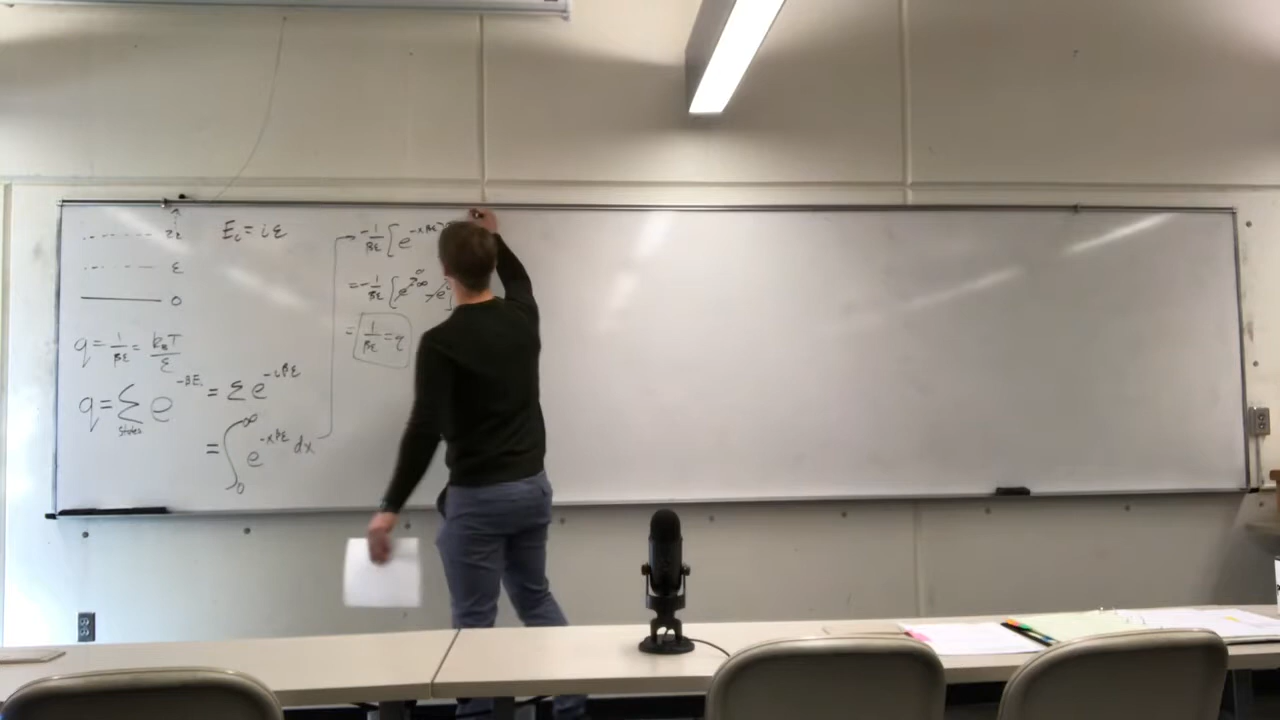 2ε
ε
0
E_i = iε
q = 1/βε = k_BT/ε
q = Σ_states e^(-βE_i) = Σ e^(-iβε)
= ∫_0^∞ e^(-xβε) dx
-1/βε [ e^(-xβε)
= -1/βε [ e^(-∞) 0 - e^0 ]
= 1/βε = q